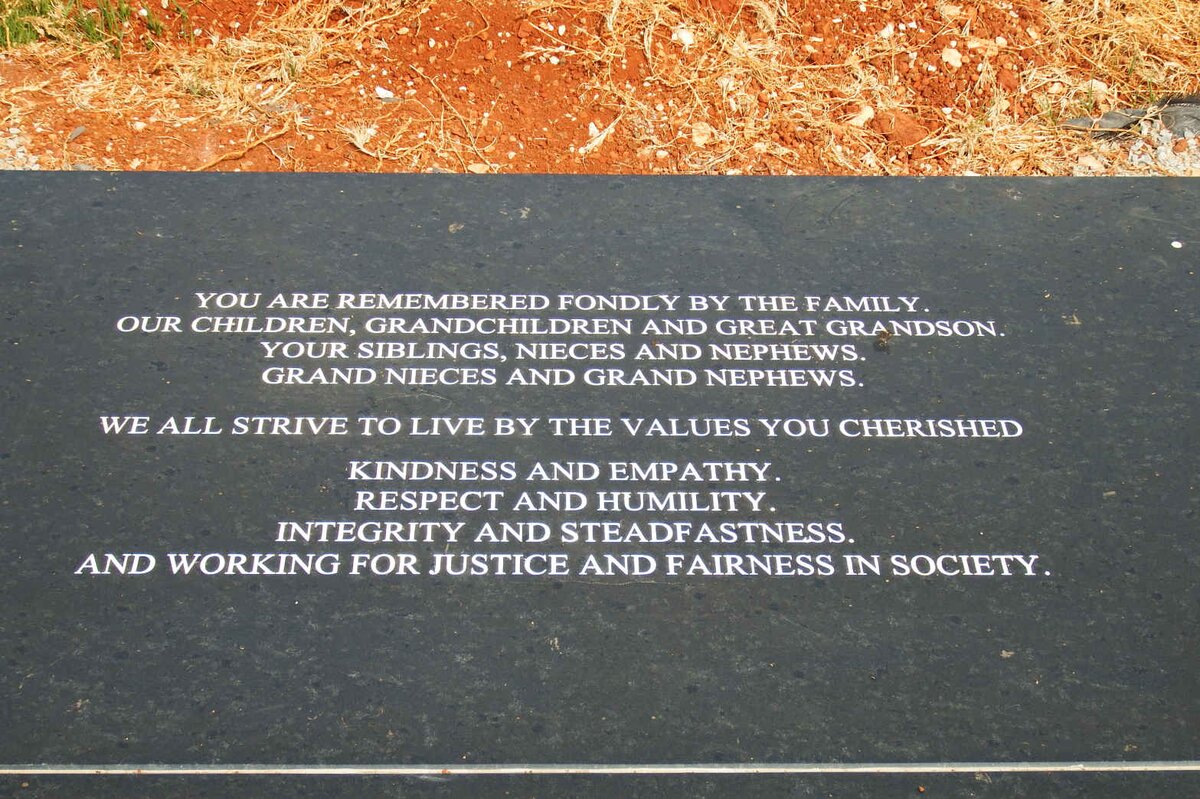 YOU ARE REMEMBERED FONDLY BY THE FAMILY.
OUR CHILDREN, GRANDCHILDREN AND GREAT GRANDSON.
YOUR SIBLINGS, NIECES AND NEPHEWS.
GRAND NIECES AND GRAND NEPHEWS.
WE ALL STRIVE TO LIVE BY THE VALUES YOU CHERISHED
KINDNESS AND EMPATHY.
RESPECT AND HUMILITY.
INTEGRITY AND STEADFASTNESS.
AND WORKING FOR JUSTICE AND FAIRNESS IN SOCIETY.